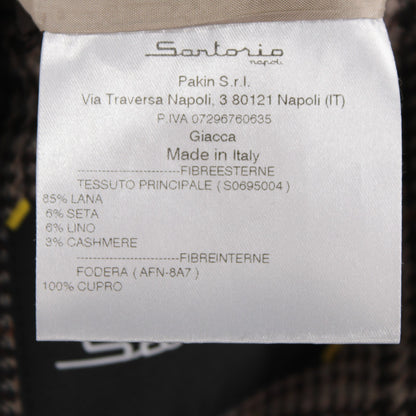 Sartorio
napoli
Pakin S.r.l.
Via Traversa Napoli, 3 80121 Napoli (IT)
P.IVA 07296760635
Giacca
Made in Italy
----------------------------FIBREESTERNE
TESSUTO PRINCIPALE ( S0695004 )
85% LANA
6% SETA
6% LINO
3% CASHMERE
----------------------------FIBREINTERNE
FODERA ( AFN-8A7 )
100% CUPRO